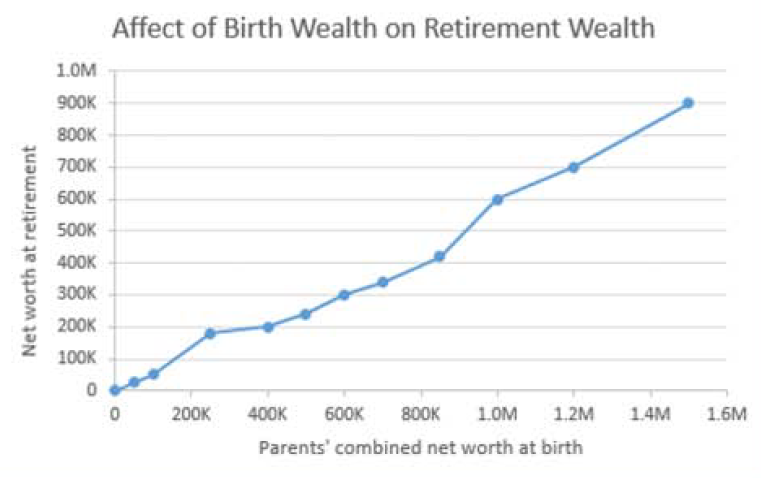 Affect of Birth Wealth on Retirement Wealth
1.0M
900K
800K
700K
600K
500K
400K
300K
200K
100K
0
Net worth at retirement
0 200K 400K 600K 800K 1.0M 1.2M 1.4M 1.6M
Parents' combined net worth at birth